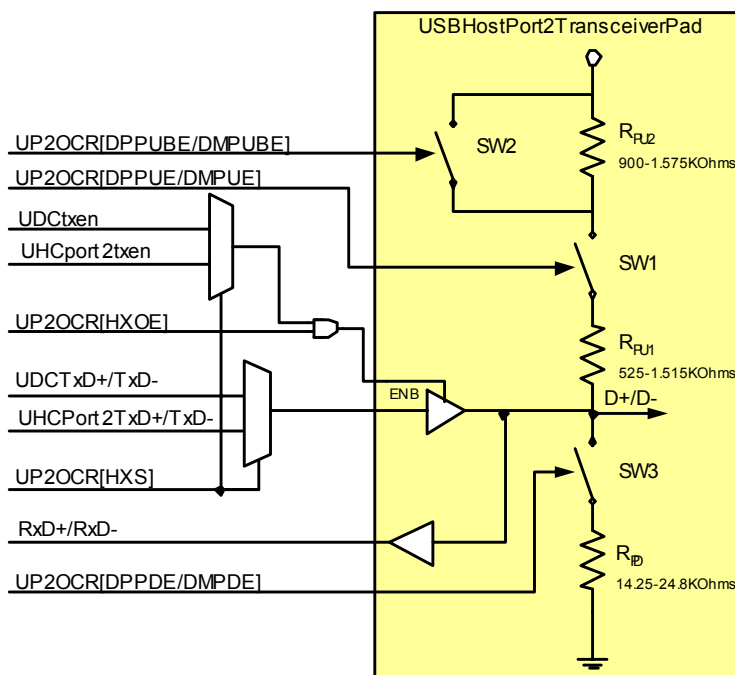 USBHostPort2TransceiverPad
UP2OCR[DPPUBE/DMPUBE]
SW2
RPU2
900-1.575KOhms
UP2OCR[DPPUE/DMPUE]
UDCtxen
UHCport2txen
SW1
UP2OCR[HXOE]
RPU1
525-1.515KOhms
UDCTxD+/TxD-
ENB
D+/D-
UHCPort2TxD+/TxD-
UP2OCR[HXS]
SW3
RxD+/RxD-
RPD
14.25-24.8KOhms
UP2OCR[DPPDE/DMPDE]